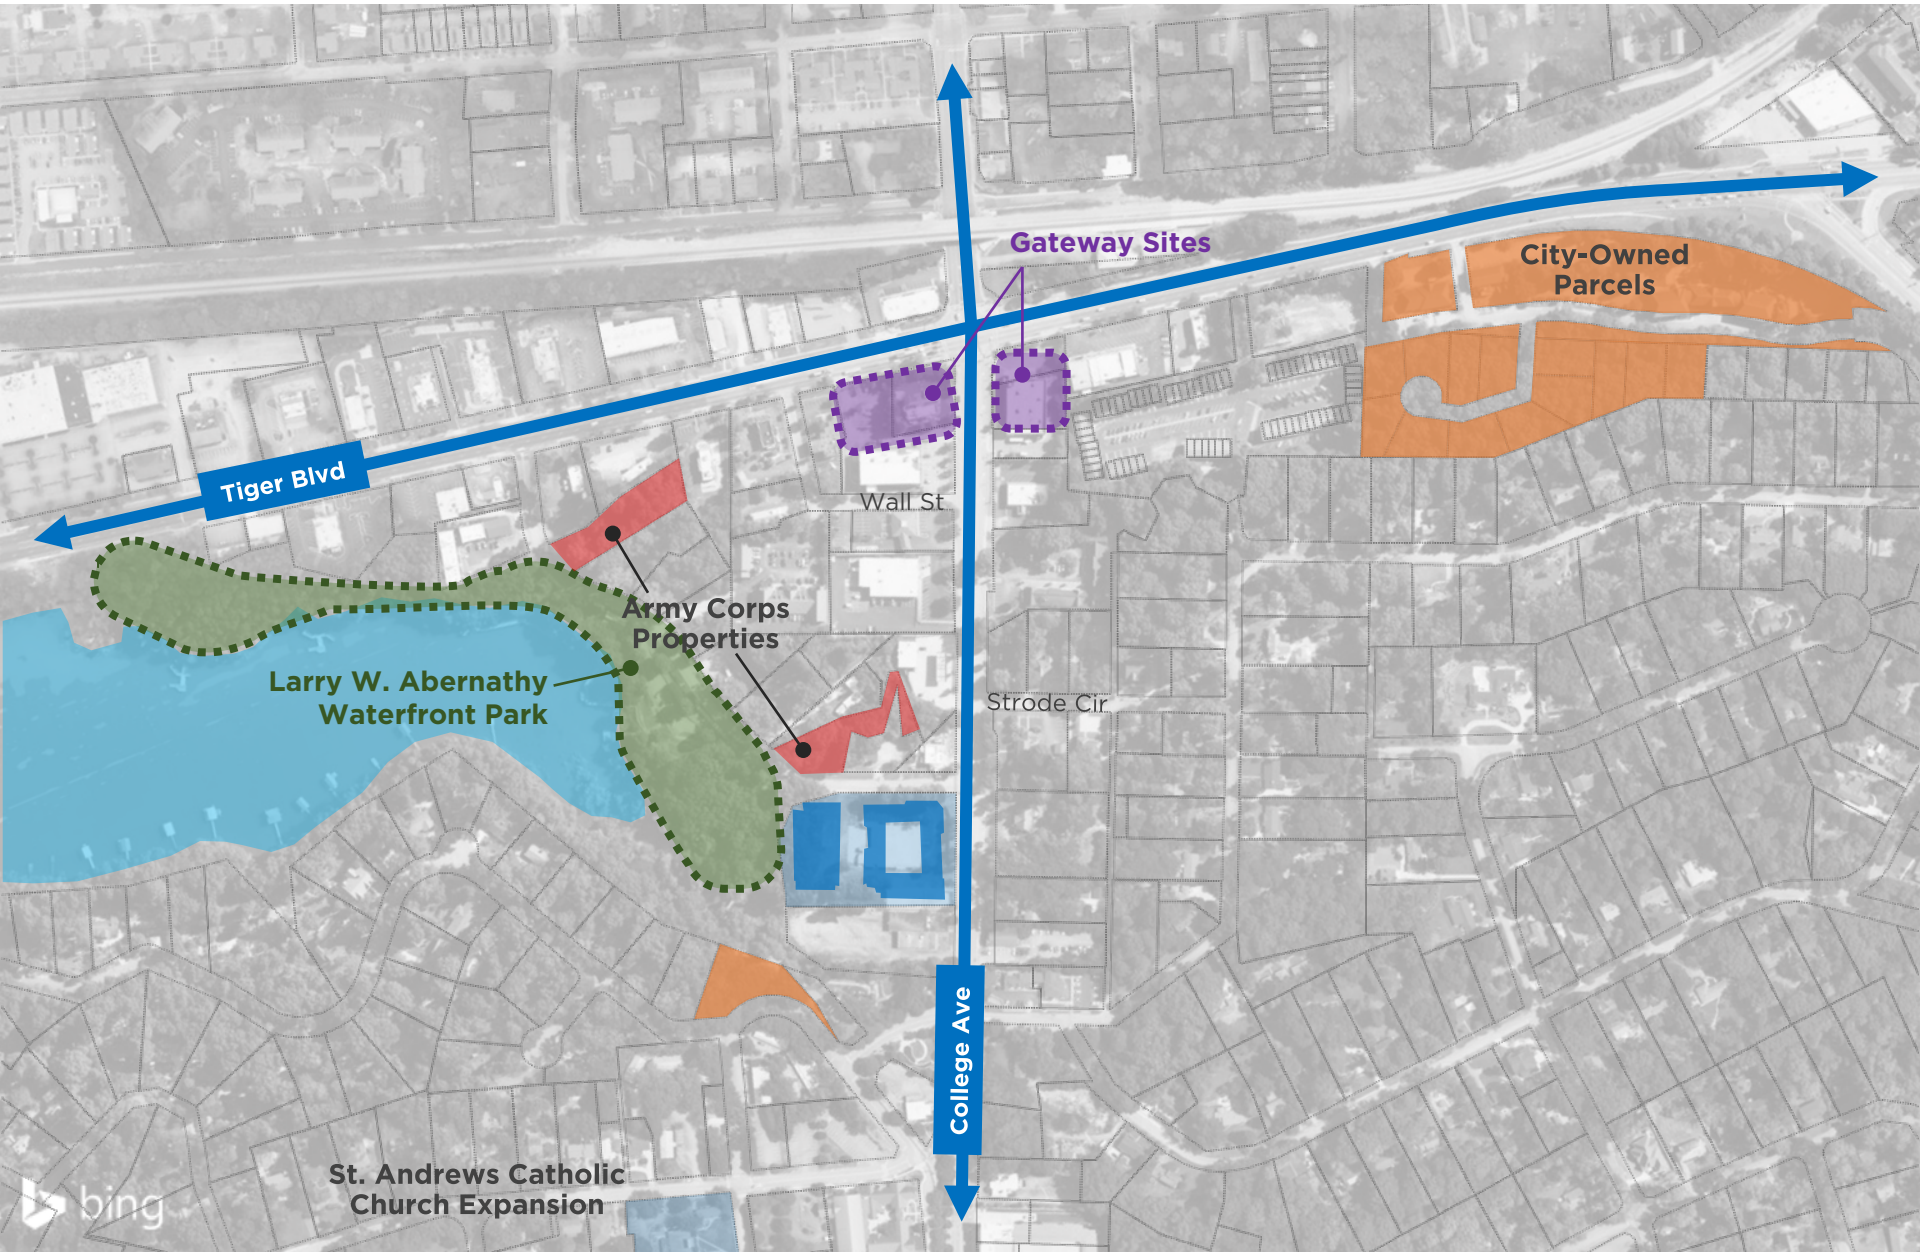 Gateway Sites
City-Owned
Parcels
Tiger Blvd
Wall St
Army Corps
Properties
Larry W. Abernathy
Waterfront Park
Strode Cir
College Ave
St. Andrews Catholic
Church Expansion
bing